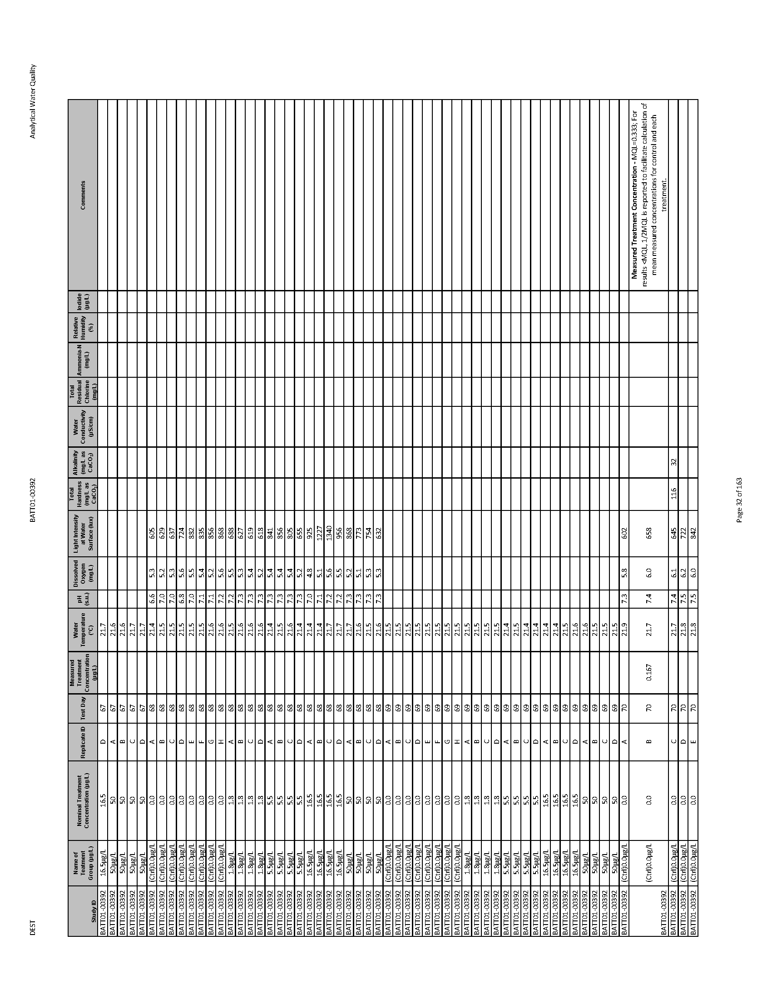 DEST BATT01-00392 Analytical Water Quality
Study ID Name of Teatment Group (µg/L) Nominal Treatment Concentration (µg/L) Replicate ID Test Day Measured Treatment Concentration (µg/L) Water Temperature (°C) pH (s.u.) Dissolved Oxygen (mg/L) Light Intensity at Water Surface (lux) Total Hardness (mg/L as CaCO₃) Alkalinity (mg/L as CaCO₃) Water Conductivity (µS/cm) Total Residual Chlorine (mg/L) Ammonia-N (mg/L) Relative Humidity (%) Iodide (µg/L) Comments
BATT01-00392 16.5µg/L 16.5 D 67 21.7
BATT01-00392 50µg/L 50 A 67 21.6
BATT01-00392 50µg/L 50 B 67 21.6
BATT01-00392 50µg/L 50 C 67 21.7
BATT01-00392 50µg/L 50 D 67 21.7
BATT01-00392 (Ctrl)0.0µg/L 0.0 A 68 21.4 6.6 5.3 605
BATT01-00392 (Ctrl)0.0µg/L 0.0 B 68 21.5 7.0 5.2 629
BATT01-00392 (Ctrl)0.0µg/L 0.0 C 68 21.5 7.0 5.3 637
BATT01-00392 (Ctrl)0.0µg/L 0.0 D 68 21.5 6.8 5.6 724
BATT01-00392 (Ctrl)0.0µg/L 0.0 E 68 21.5 7.0 5.5 882
BATT01-00392 (Ctrl)0.0µg/L 0.0 F 68 21.5 7.1 5.4 835
BATT01-00392 (Ctrl)0.0µg/L 0.0 G 68 21.6 7.1 5.2 856
BATT01-00392 (Ctrl)0.0µg/L 0.0 H 68 21.6 7.2 5.6 868
BATT01-00392 1.8µg/L 1.8 A 68 21.5 7.2 5.5 688
BATT01-00392 1.8µg/L 1.8 B 68 21.6 7.3 5.3 627
BATT01-00392 1.8µg/L 1.8 C 68 21.6 7.3 5.4 619
BATT01-00392 1.8µg/L 1.8 D 68 21.6 7.3 5.2 618
BATT01-00392 5.5µg/L 5.5 A 68 21.4 7.3 5.4 841
BATT01-00392 5.5µg/L 5.5 B 68 21.5 7.3 5.4 856
BATT01-00392 5.5µg/L 5.5 C 68 21.6 7.3 5.4 805
BATT01-00392 5.5µg/L 5.5 D 68 21.4 7.3 5.2 655
BATT01-00392 16.5µg/L 16.5 A 68 21.4 7.0 4.8 925
BATT01-00392 16.5µg/L 16.5 B 68 21.4 7.1 5.1 1227
BATT01-00392 16.5µg/L 16.5 C 68 21.7 7.2 5.6 1340
BATT01-00392 16.5µg/L 16.5 D 68 21.7 7.2 5.5 956
BATT01-00392 50µg/L 50 A 68 21.7 7.3 5.2 868
BATT01-00392 50µg/L 50 B 68 21.6 7.3 5.1 773
BATT01-00392 50µg/L 50 C 68 21.5 7.3 5.3 754
BATT01-00392 50µg/L 50 D 68 21.6 7.3 5.3 632
BATT01-00392 (Ctrl)0.0µg/L 0.0 A 69 21.5
BATT01-00392 (Ctrl)0.0µg/L 0.0 B 69 21.5
BATT01-00392 (Ctrl)0.0µg/L 0.0 C 69 21.5
BATT01-00392 (Ctrl)0.0µg/L 0.0 D 69 21.5
BATT01-00392 (Ctrl)0.0µg/L 0.0 E 69 21.5
BATT01-00392 (Ctrl)0.0µg/L 0.0 F 69 21.5
BATT01-00392 (Ctrl)0.0µg/L 0.0 G 69 21.5
BATT01-00392 (Ctrl)0.0µg/L 0.0 H 69 21.5
BATT01-00392 1.8µg/L 1.8 A 69 21.5
BATT01-00392 1.8µg/L 1.8 B 69 21.5
BATT01-00392 1.8µg/L 1.8 C 69 21.5
BATT01-00392 1.8µg/L 1.8 D 69 21.5
BATT01-00392 5.5µg/L 5.5 A 69 21.4
BATT01-00392 5.5µg/L 5.5 B 69 21.5
BATT01-00392 5.5µg/L 5.5 C 69 21.4
BATT01-00392 5.5µg/L 5.5 D 69 21.4
BATT01-00392 16.5µg/L 16.5 A 69 21.4
BATT01-00392 16.5µg/L 16.5 B 69 21.4
BATT01-00392 16.5µg/L 16.5 C 69 21.5
BATT01-00392 16.5µg/L 16.5 D 69 21.6
BATT01-00392 50µg/L 50 A 69 21.6
BATT01-00392 50µg/L 50 B 69 21.5
BATT01-00392 50µg/L 50 C 69 21.5
BATT01-00392 50µg/L 50 D 69 21.5
BATT01-00392 (Ctrl)0.0µg/L 0.0 A 70 21.9 7.3 5.8 602
BATT01-00392 (Ctrl)0.0µg/L 0.0 B 70 0.167 21.7 7.4 6.0 658 Measured Treatment Concentration - MQL=0.333; For
results <MQL, 1/2MQL is reported to facilitate calculation of
mean measured concentrations for control and each
treatment.
BATT01-00392 (Ctrl)0.0µg/L 0.0 C 70 21.7 7.4 6.1 645 116 32
BATT01-00392 (Ctrl)0.0µg/L 0.0 D 70 21.8 7.5 6.2 722
BATT01-00392 (Ctrl)0.0µg/L 0.0 E 70 21.8 7.5 6.0 842
Page 32 of 163